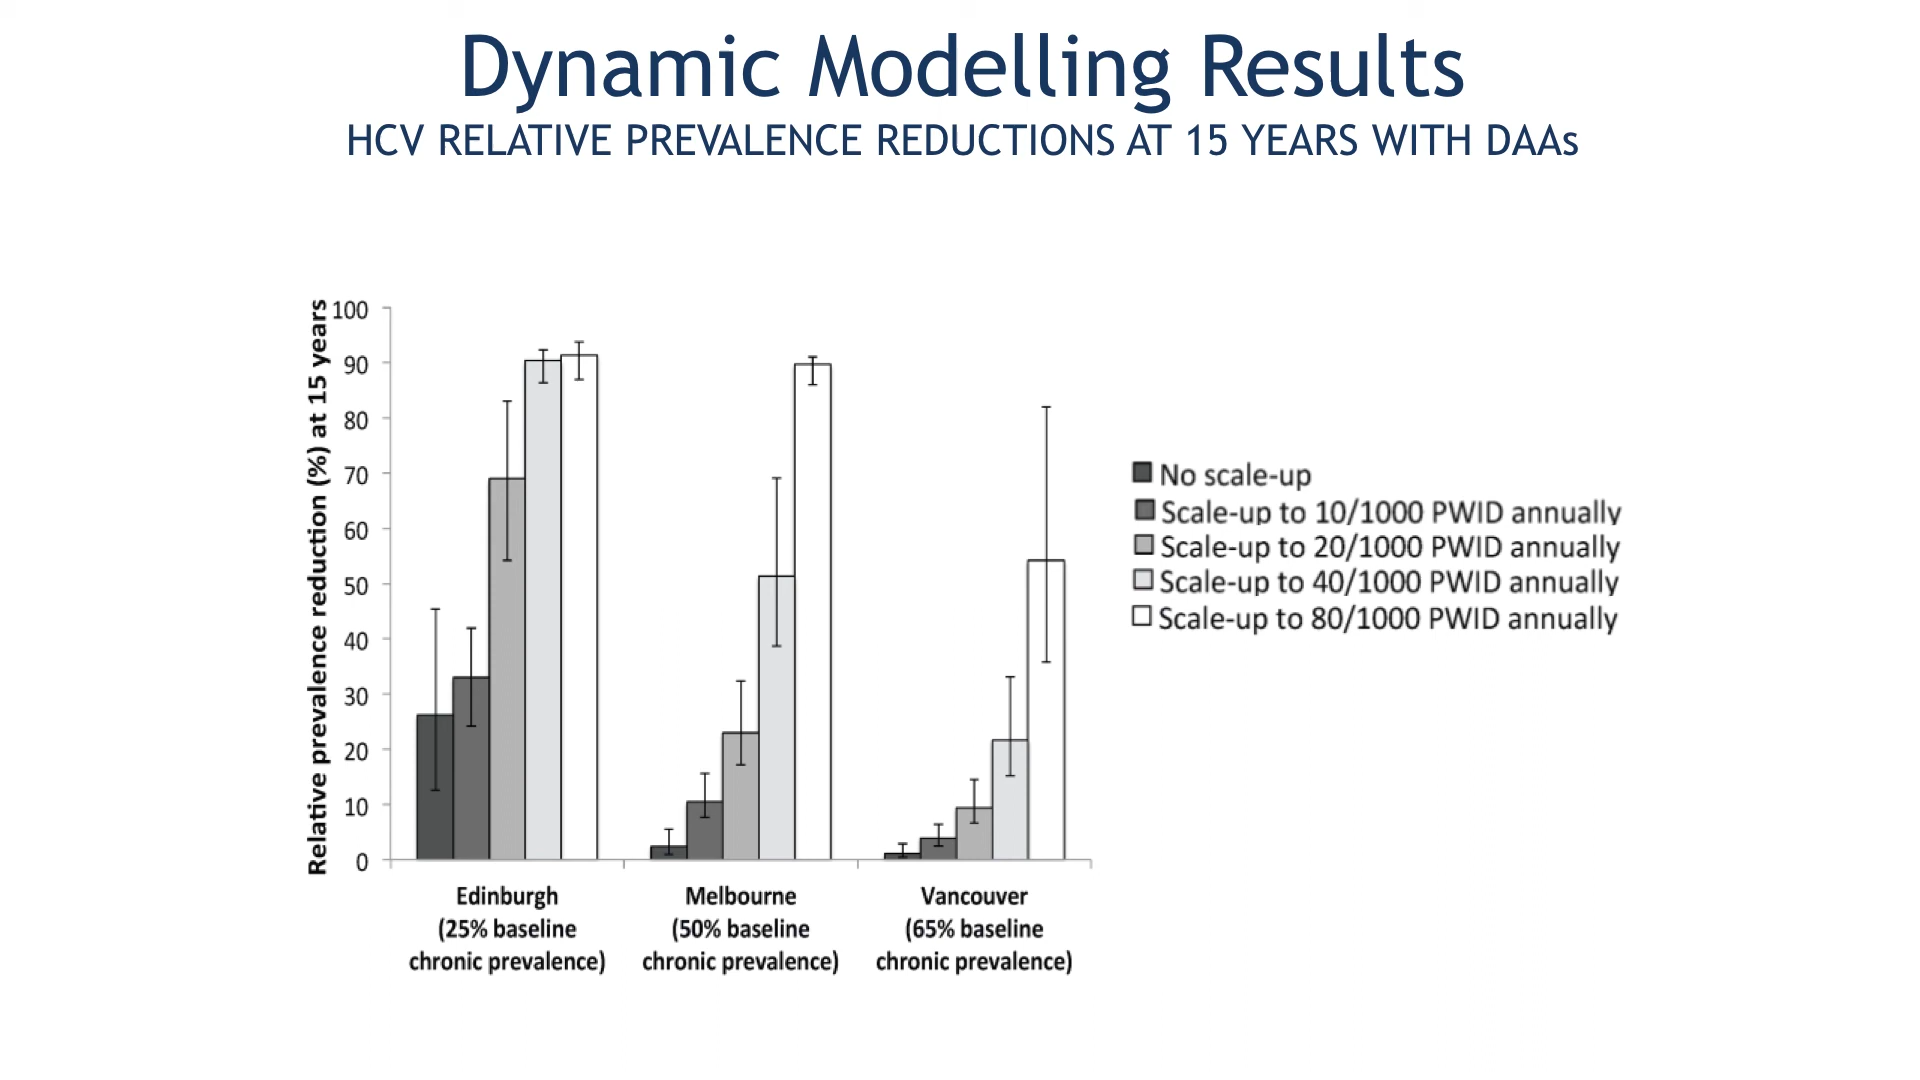 Dynamic Modelling Results
HCV RELATIVE PREVALENCE REDUCTIONS AT 15 YEARS WITH DAAs
Relative prevalence reduction (%) at 15 years
100
90
80
70
60
50
40
30
20
10
0
Edinburgh
(25% baseline
chronic prevalence)
Melbourne
(50% baseline
chronic prevalence)
Vancouver
(65% baseline
chronic prevalence)
No scale-up
Scale-up to 10/1000 PWID annually
Scale-up to 20/1000 PWID annually
Scale-up to 40/1000 PWID annually
Scale-up to 80/1000 PWID annually